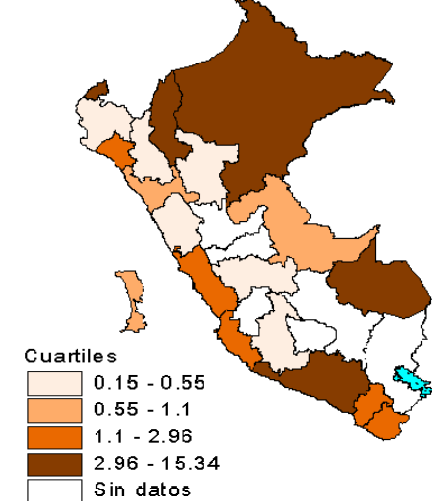 Cuartiles
0.15 - 0.55
0.55 - 1.1
1.1 - 2.96
2.96 - 15.34
Sin datos